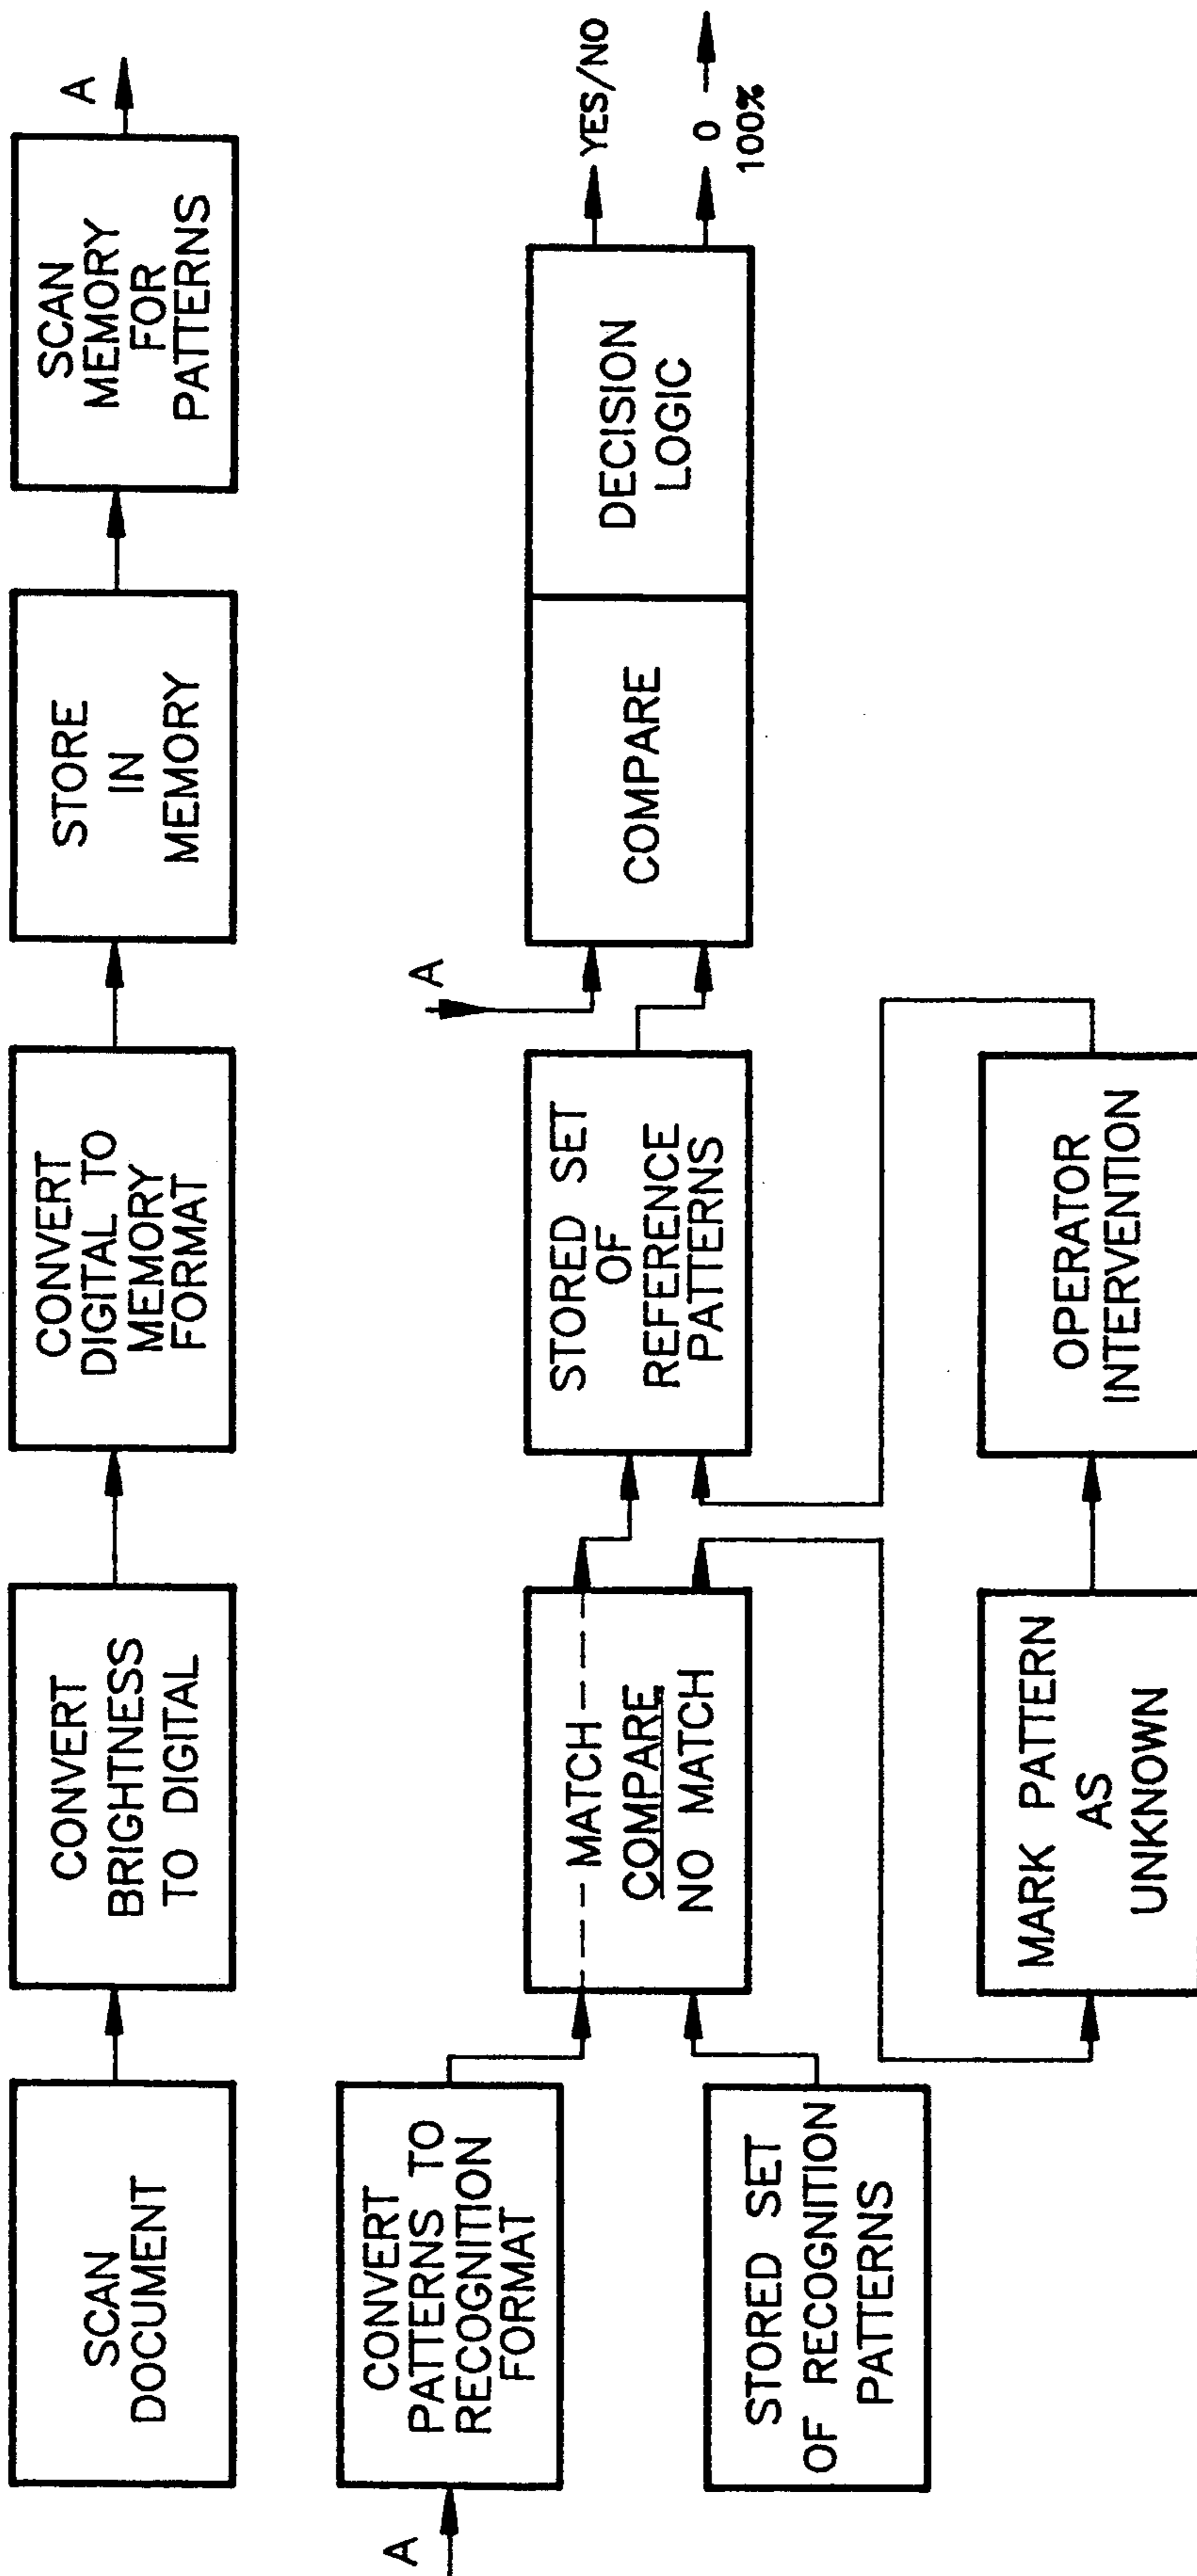 SCAN
DOCUMENT
CONVERT
BRIGHTNESS
TO DIGITAL
CONVERT
DIGITAL TO
MEMORY
FORMAT
STORE
IN
MEMORY
SCAN
MEMORY
FOR
PATTERNS
A
A
CONVERT
PATTERNS TO
RECOGNITION
FORMAT
STORED SET
OF RECOGNITION
PATTERNS
MATCH
COMPARE
NO MATCH
STORED SET
OF
REFERENCE
PATTERNS
A
COMPARE
DECISION
LOGIC
YES/NO
0
100%
MARK PATTERN
AS
UNKNOWN
OPERATOR
INTERVENTION